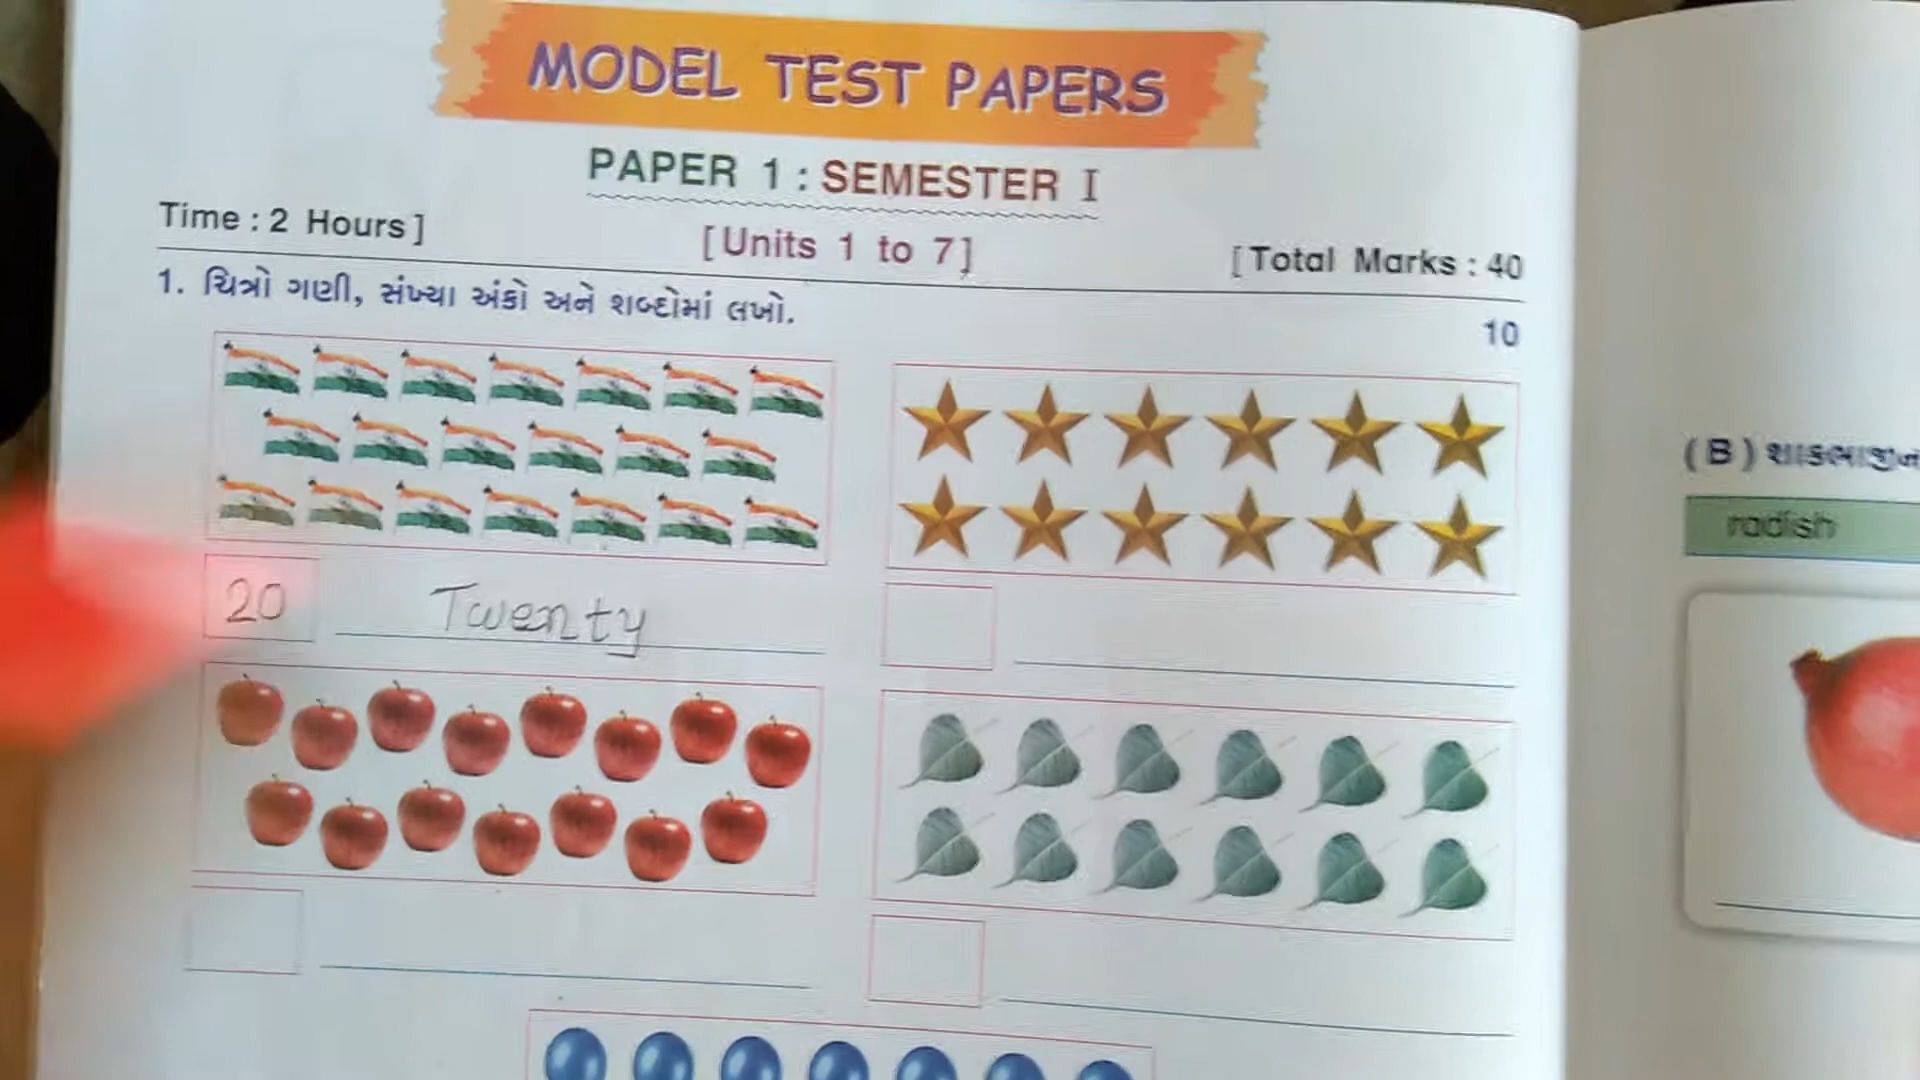 MODEL TEST PAPERS
PAPER 1 : SEMESTER I
Time : 2 Hours ]
[ Units 1 to 7 ]
[ Total Marks : 40
1. ચિત્રો ગણી, સંખ્યા અંકો અને શબ્દોમાં લખો.
10
20 Twenty
( B ) શાકભાજીન
radish